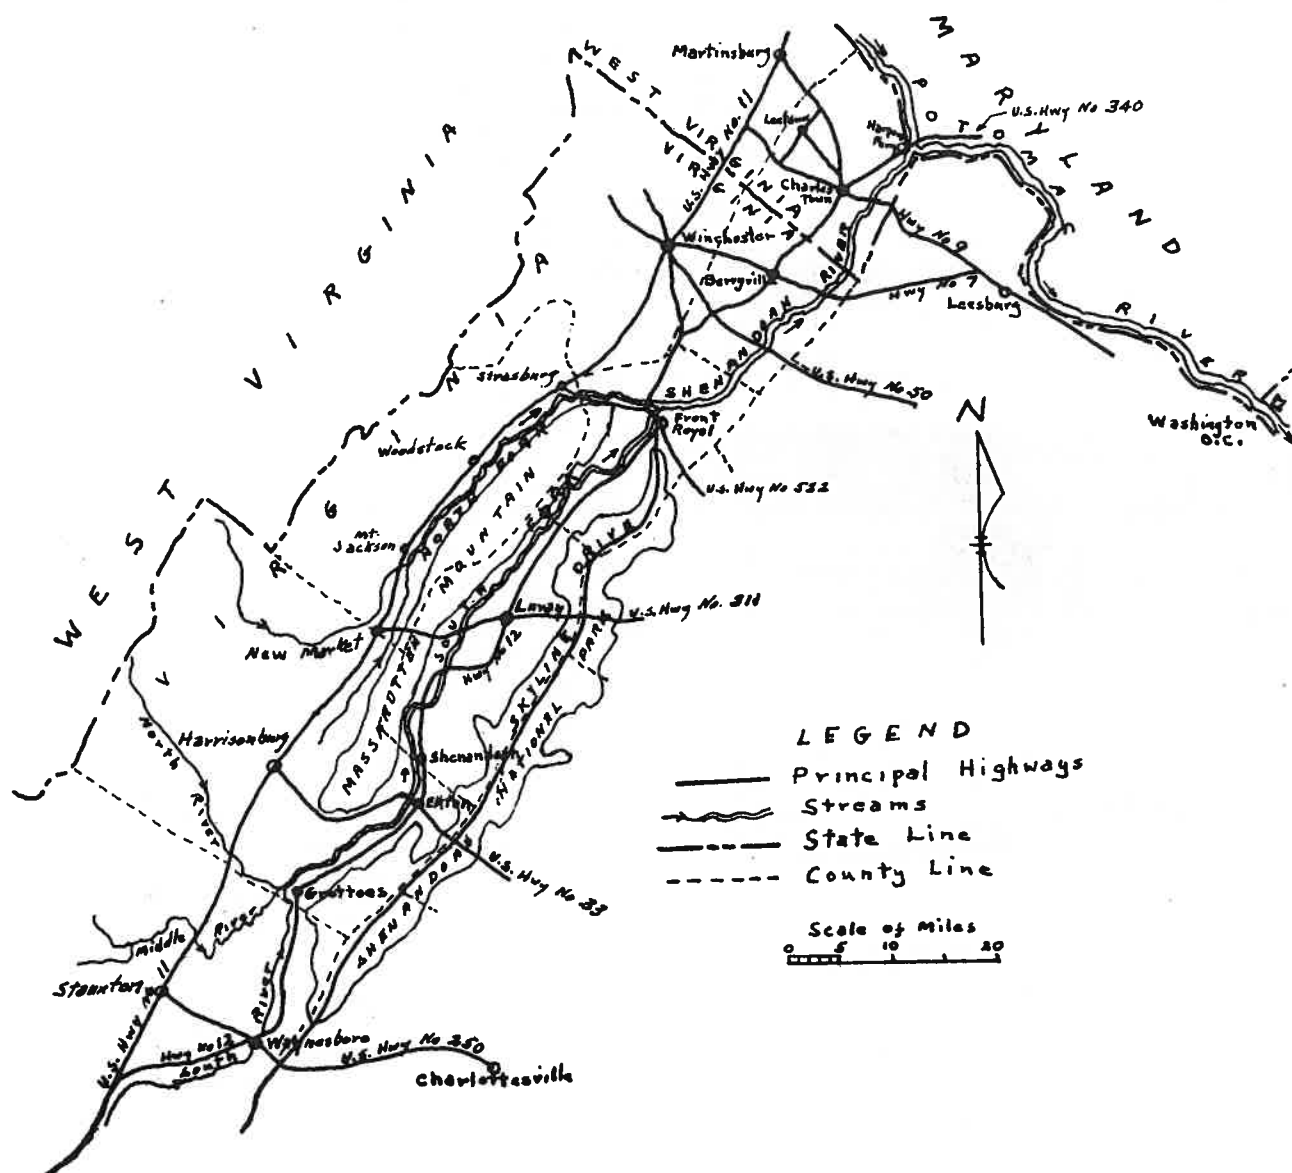 MARYLAND
WEST VIRGINIA
VIRGINIA
WEST VIRGINIA
VIRGINIA
Martinsburg
U.S. Hwy No. 11
U.S. Hwy No 340
POTOMAC RIVER
Charles
Town
Hwy No 9
Winchester
Berryvill
Hwy No 7
Leesburg
SHENANDOAH RIVER
U.S. Hwy No. 50
Washington
D.C.
Strasburg
Front
Royal
N
Woodstock
U.S. Hwy No 522
NORTH FORK
MASSANUTTEN MOUNTAIN
SOUTH FORK
Mt.
Jackson
SKYLINE DRIVE
New Market
Luray
U.S. Hwy No. 211
Hwy No 12
North River
Harrisonburg
Shenandoah
Elkton
SHENANDOAH NATIONAL PARK
U.S. Hwy No 33
Grottoes
Middle River
Staunton
U.S. Hwy No 11
Hwy No 12
South River
Waynesboro
U.S. Hwy No 250
Charlottesville
LEGEND
Principal Highways
Streams
State Line
County Line
Scale of Miles
0 5 10 20